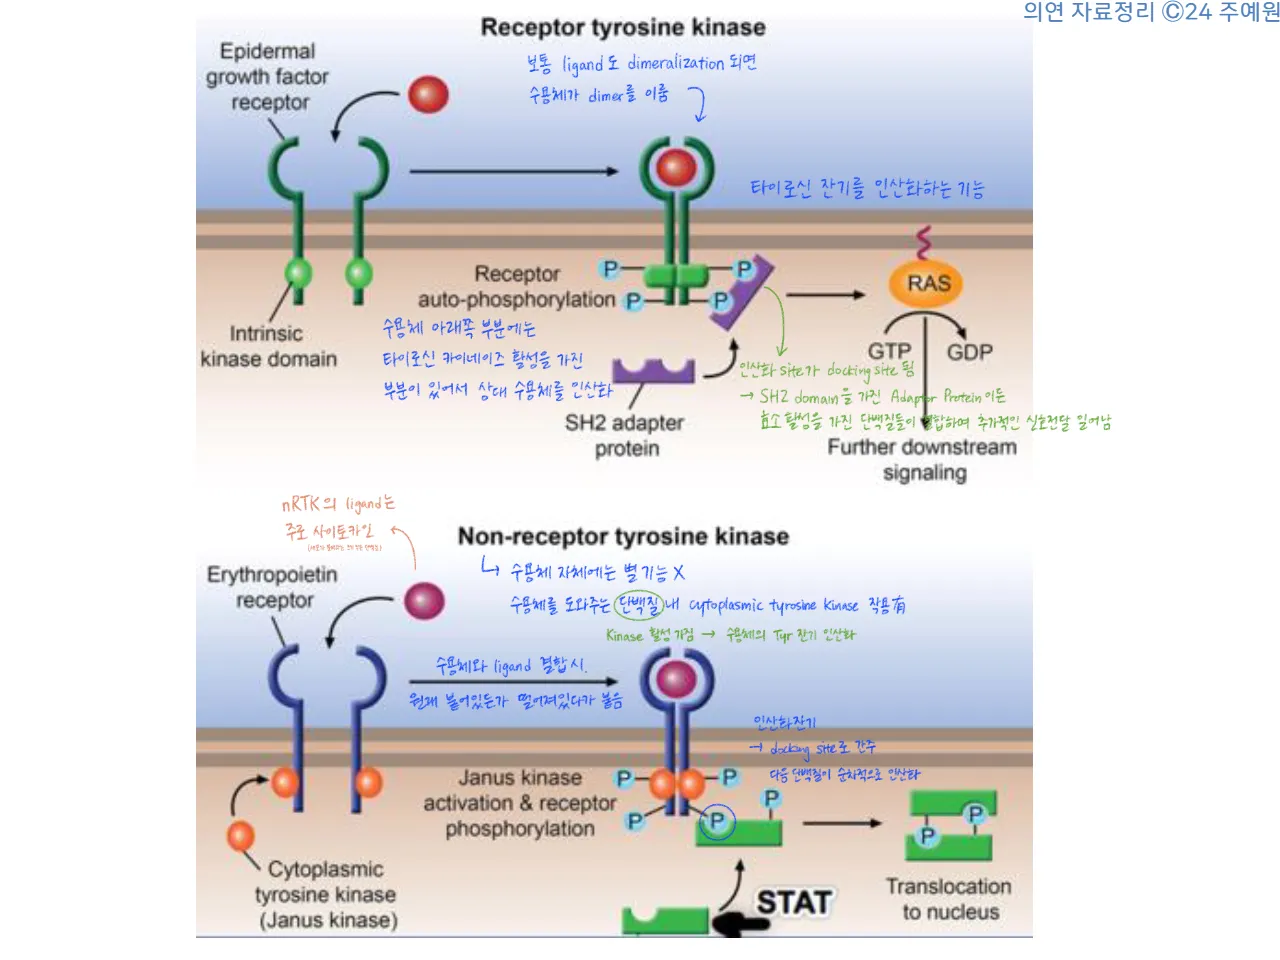 의연 자료정리 ©24 주예원
Receptor tyrosine kinase
Epidermal
growth factor
receptor
보통 ligand도 dimeralization 되면
수용체가 dimer를 이룸
타이로신 잔기를 인산화하는 기능
P
P
P
P
Receptor
auto-phosphorylation
RAS
Intrinsic
kinase domain
수용체 아래쪽 부분에는
타이로신 카이네이즈 활성을 가진
부분이 있어서 상대 수용체를 인산화
GTP
GDP
SH2 adapter
protein
인산화 site가 docking site 됨
→ SH2 domain을 가진 Adaptor Protein이든
효소 활성을 가진 단백질들이 결합하며 추가적인 신호전달 일어남
Further downstream
signaling
nRTK의 ligand는
주로 사이토카인
Non-receptor tyrosine kinase
수용체 자체에는 별 기능 X
수용체를 도와주는 단백질 내 cytoplasmic tyrosine kinase 작용 有
Kinase 활성 가짐 → 수용체의 Tyr 잔기 인산화
Erythropoietin
receptor
수용체와 ligand 결합 시,
원래 붙어있든가 떨어져있다가 붙음
인산화잔기
→ docking site로 간주
다음 단백질이 순차적으로 인산화
Janus kinase
activation & receptor
phosphorylation
P
P
P
P
P
P
P
Cytoplasmic
tyrosine kinase
(Janus kinase)
STAT
Translocation
to nucleus